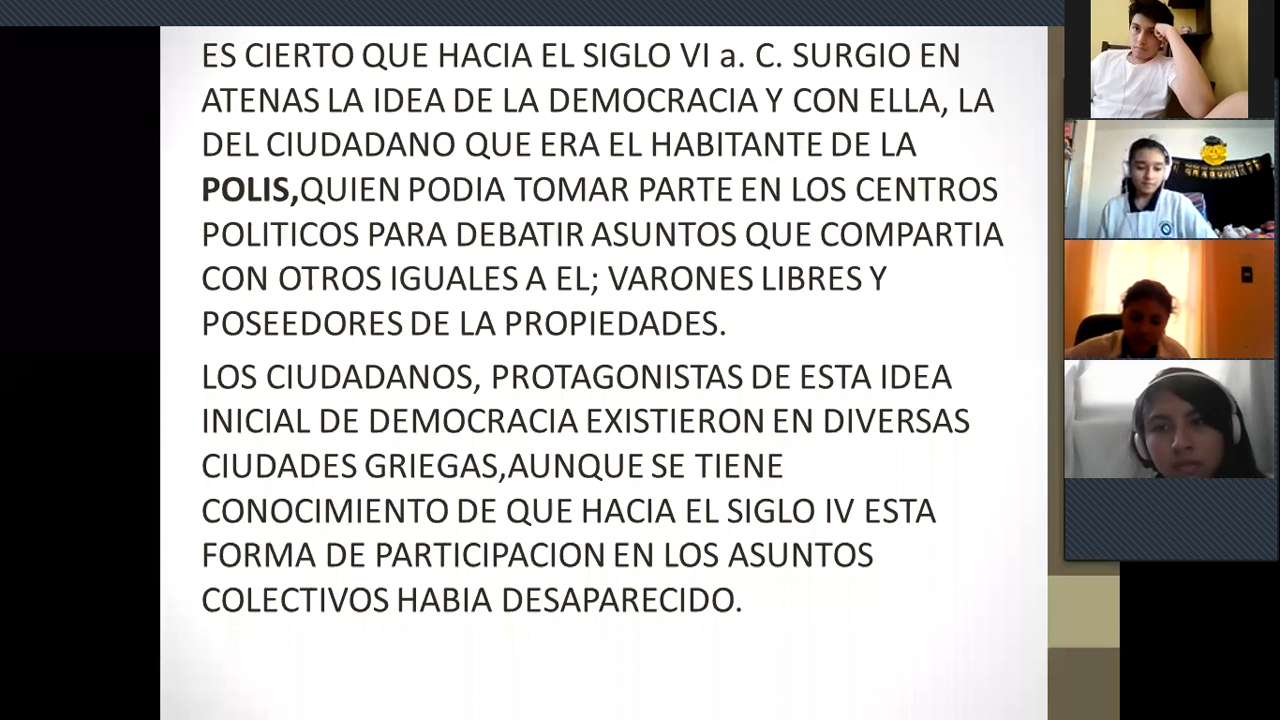 ES CIERTO QUE HACIA EL SIGLO VI a. C. SURGIO EN
ATENAS LA IDEA DE LA DEMOCRACIA Y CON ELLA, LA
DEL CIUDADANO QUE ERA EL HABITANTE DE LA
POLIS,QUIEN PODIA TOMAR PARTE EN LOS CENTROS
POLITICOS PARA DEBATIR ASUNTOS QUE COMPARTIA
CON OTROS IGUALES A EL; VARONES LIBRES Y
POSEEDORES DE LA PROPIEDADES.
LOS CIUDADANOS, PROTAGONISTAS DE ESTA IDEA
INICIAL DE DEMOCRACIA EXISTIERON EN DIVERSAS
CIUDADES GRIEGAS,AUNQUE SE TIENE
CONOCIMIENTO DE QUE HACIA EL SIGLO IV ESTA
FORMA DE PARTICIPACION EN LOS ASUNTOS
COLECTIVOS HABIA DESAPARECIDO.